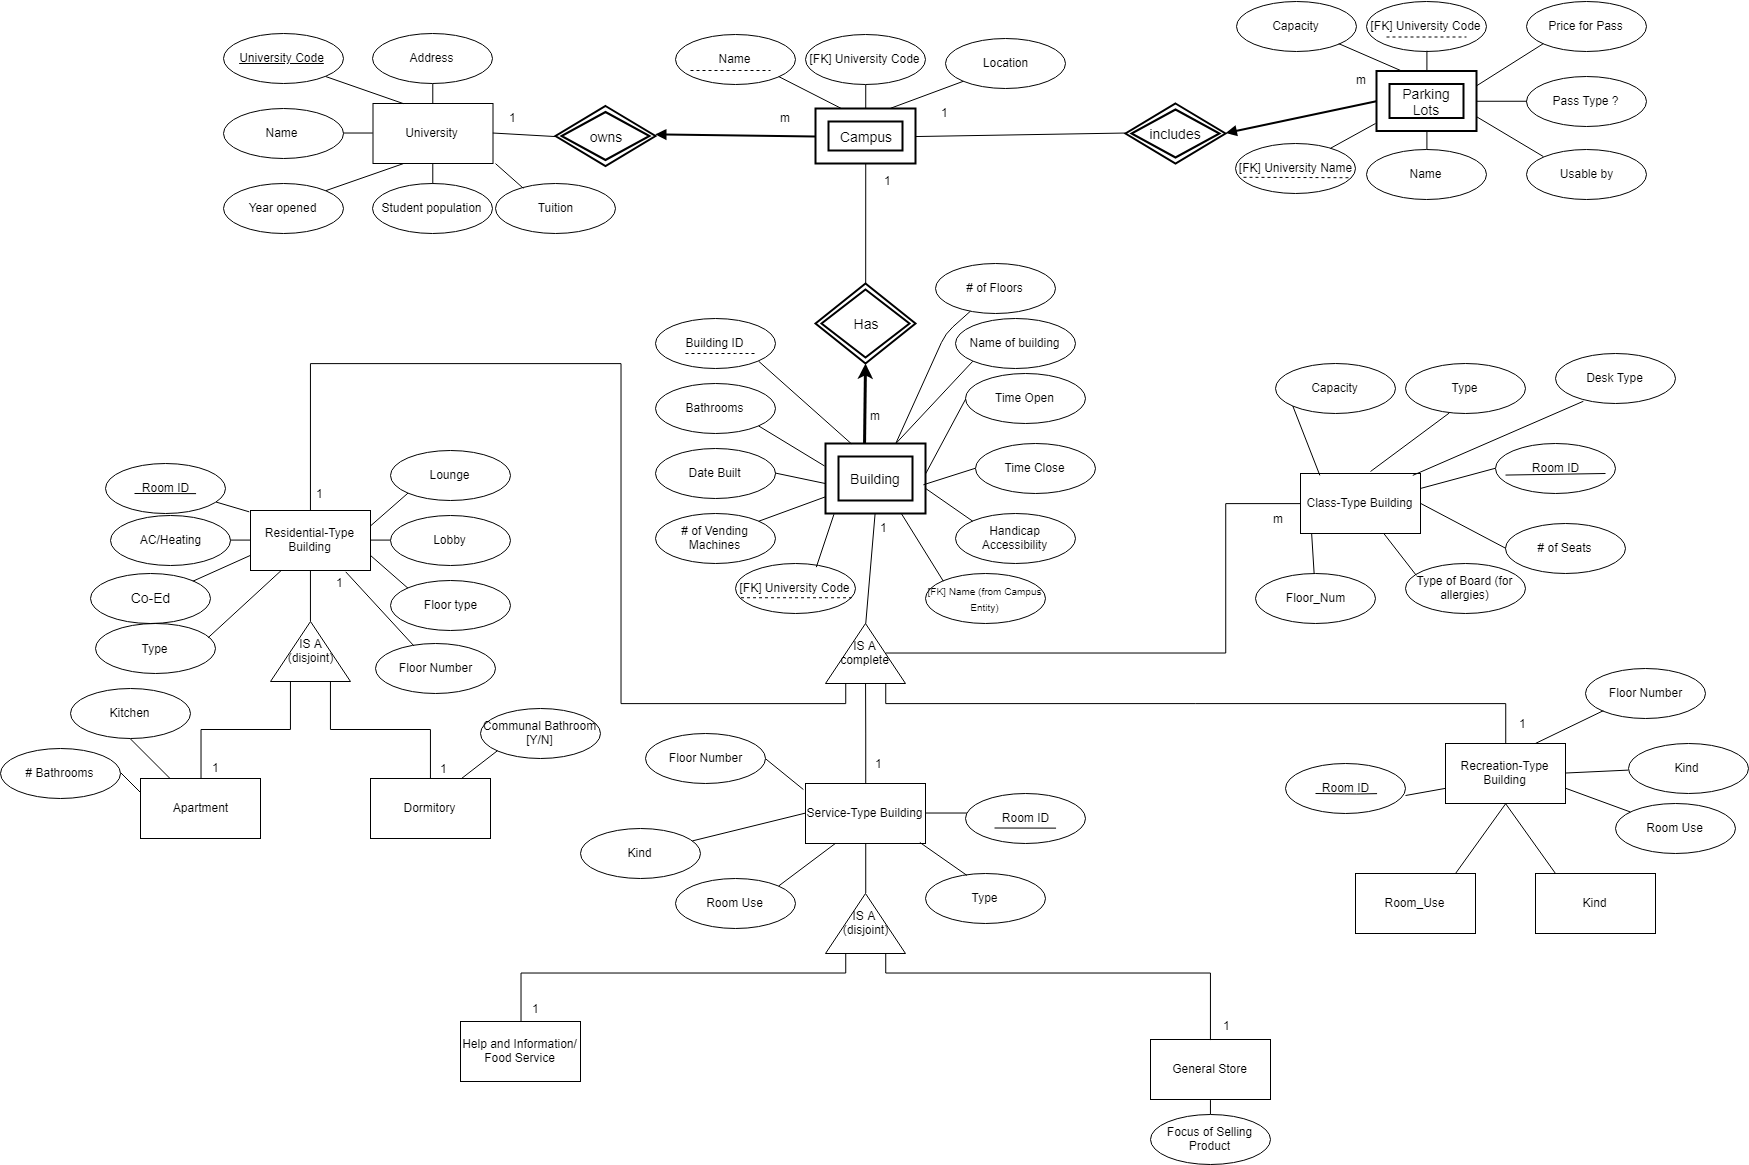 University Code
Address
Name
University
Year opened
Student population
Tuition
1
owns
m
Name
[FK] University Code
Location
Campus
1
1
includes
m
Capacity
[FK] University Code
Price for Pass
Parking
Lots
Pass Type ?
[FK] University Name
Name
Usable by
Has
m
# of Floors
Building ID
Name of building
Bathrooms
Time Open
Date Built
Building
Time Close
# of Vending
Machines
Handicap
Accessibility
1
[FK] University Code
[FK] Name (from Campus
Entity)
IS A
complete
Capacity
Type
Desk Type
Room ID
Class-Type Building
m
# of Seats
Floor_Num
Type of Board (for
allergies)
1
Room ID
Lounge
AC/Heating
Residential-Type
Building
Lobby
Co-Ed
1
Floor type
Type
IS A
(disjoint)
Floor Number
Kitchen
# Bathrooms
1
Apartment
Communal Bathroom
[Y/N]
1
Dormitory
Floor Number
1
Service-Type Building
Room ID
Kind
Room Use
Type
IS A
(disjoint)
1
Help and Information/
Food Service
1
General Store
Focus of Selling
Product
Floor Number
1
Recreation-Type
Building
Kind
Room ID
Room Use
Room_Use
Kind